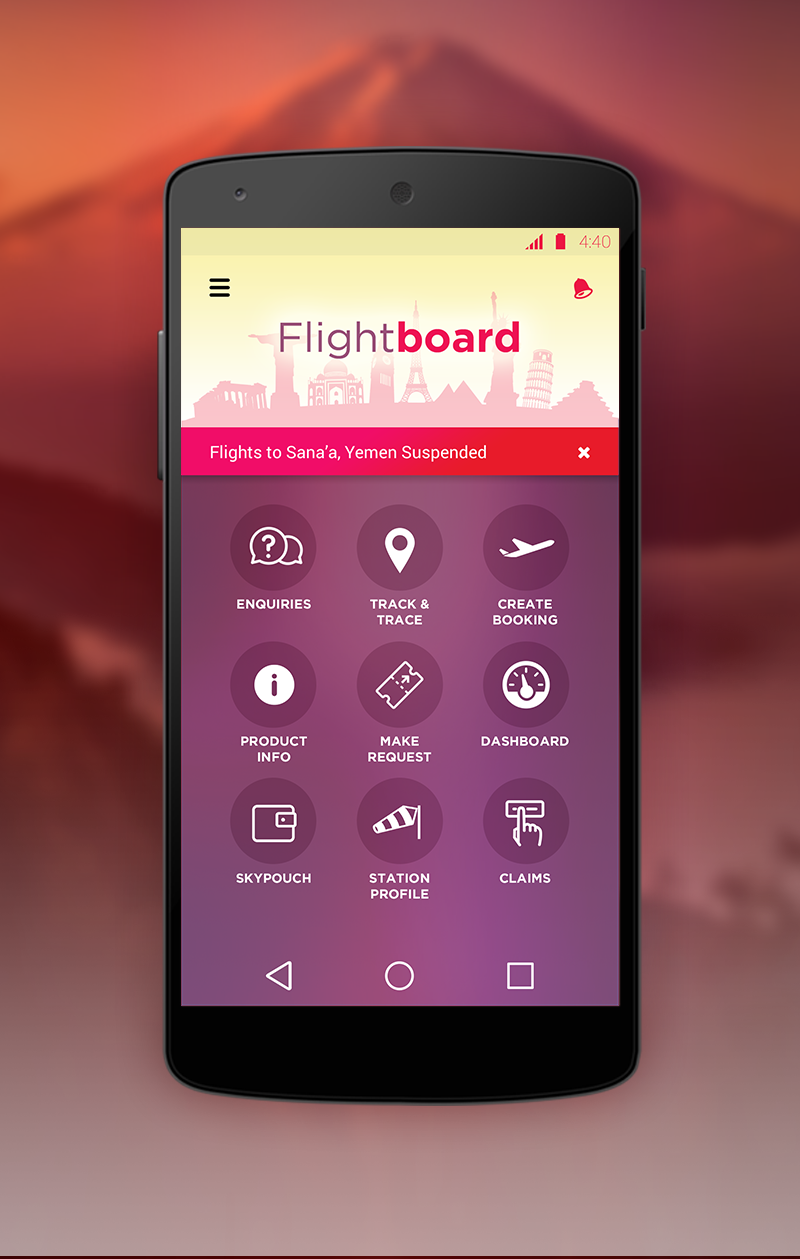 4:40
Flightboard
Flights to Sana’a, Yemen Suspended
ENQUIRIES
TRACK &
TRACE
CREATE
BOOKING
PRODUCT
INFO
MAKE
REQUEST
DASHBOARD
SKYPOUCH
STATION
PROFILE
CLAIMS